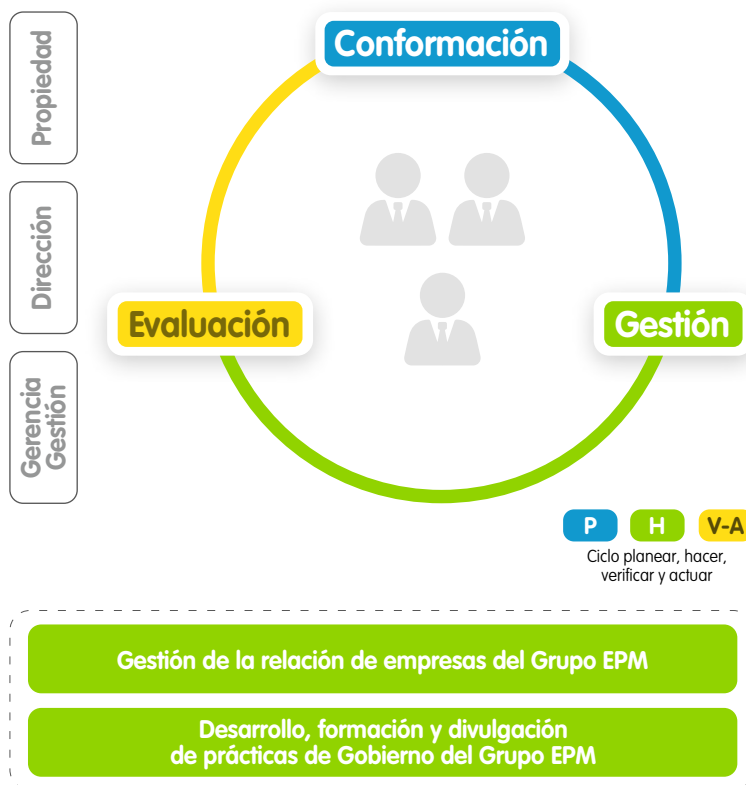 Propiedad
Dirección
Gerencia
Gestión
Conformación
Evaluación
Gestión
P
H
V-A
Ciclo planear, hacer,
verificar y actuar
Gestión de la relación de empresas del Grupo EPM
Desarrollo, formación y divulgación
de prácticas de Gobierno del Grupo EPM